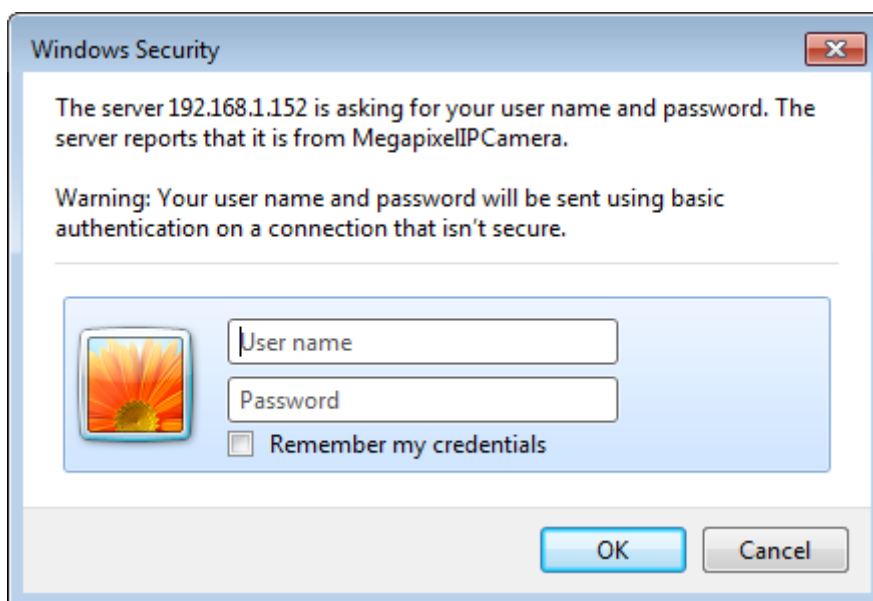 Windows Security
The server 192.168.1.152 is asking for your user name and password. The
server reports that it is from MegapixelIPCamera.
Warning: Your user name and password will be sent using basic
authentication on a connection that isn't secure.
User name
Password
Remember my credentials
OK Cancel